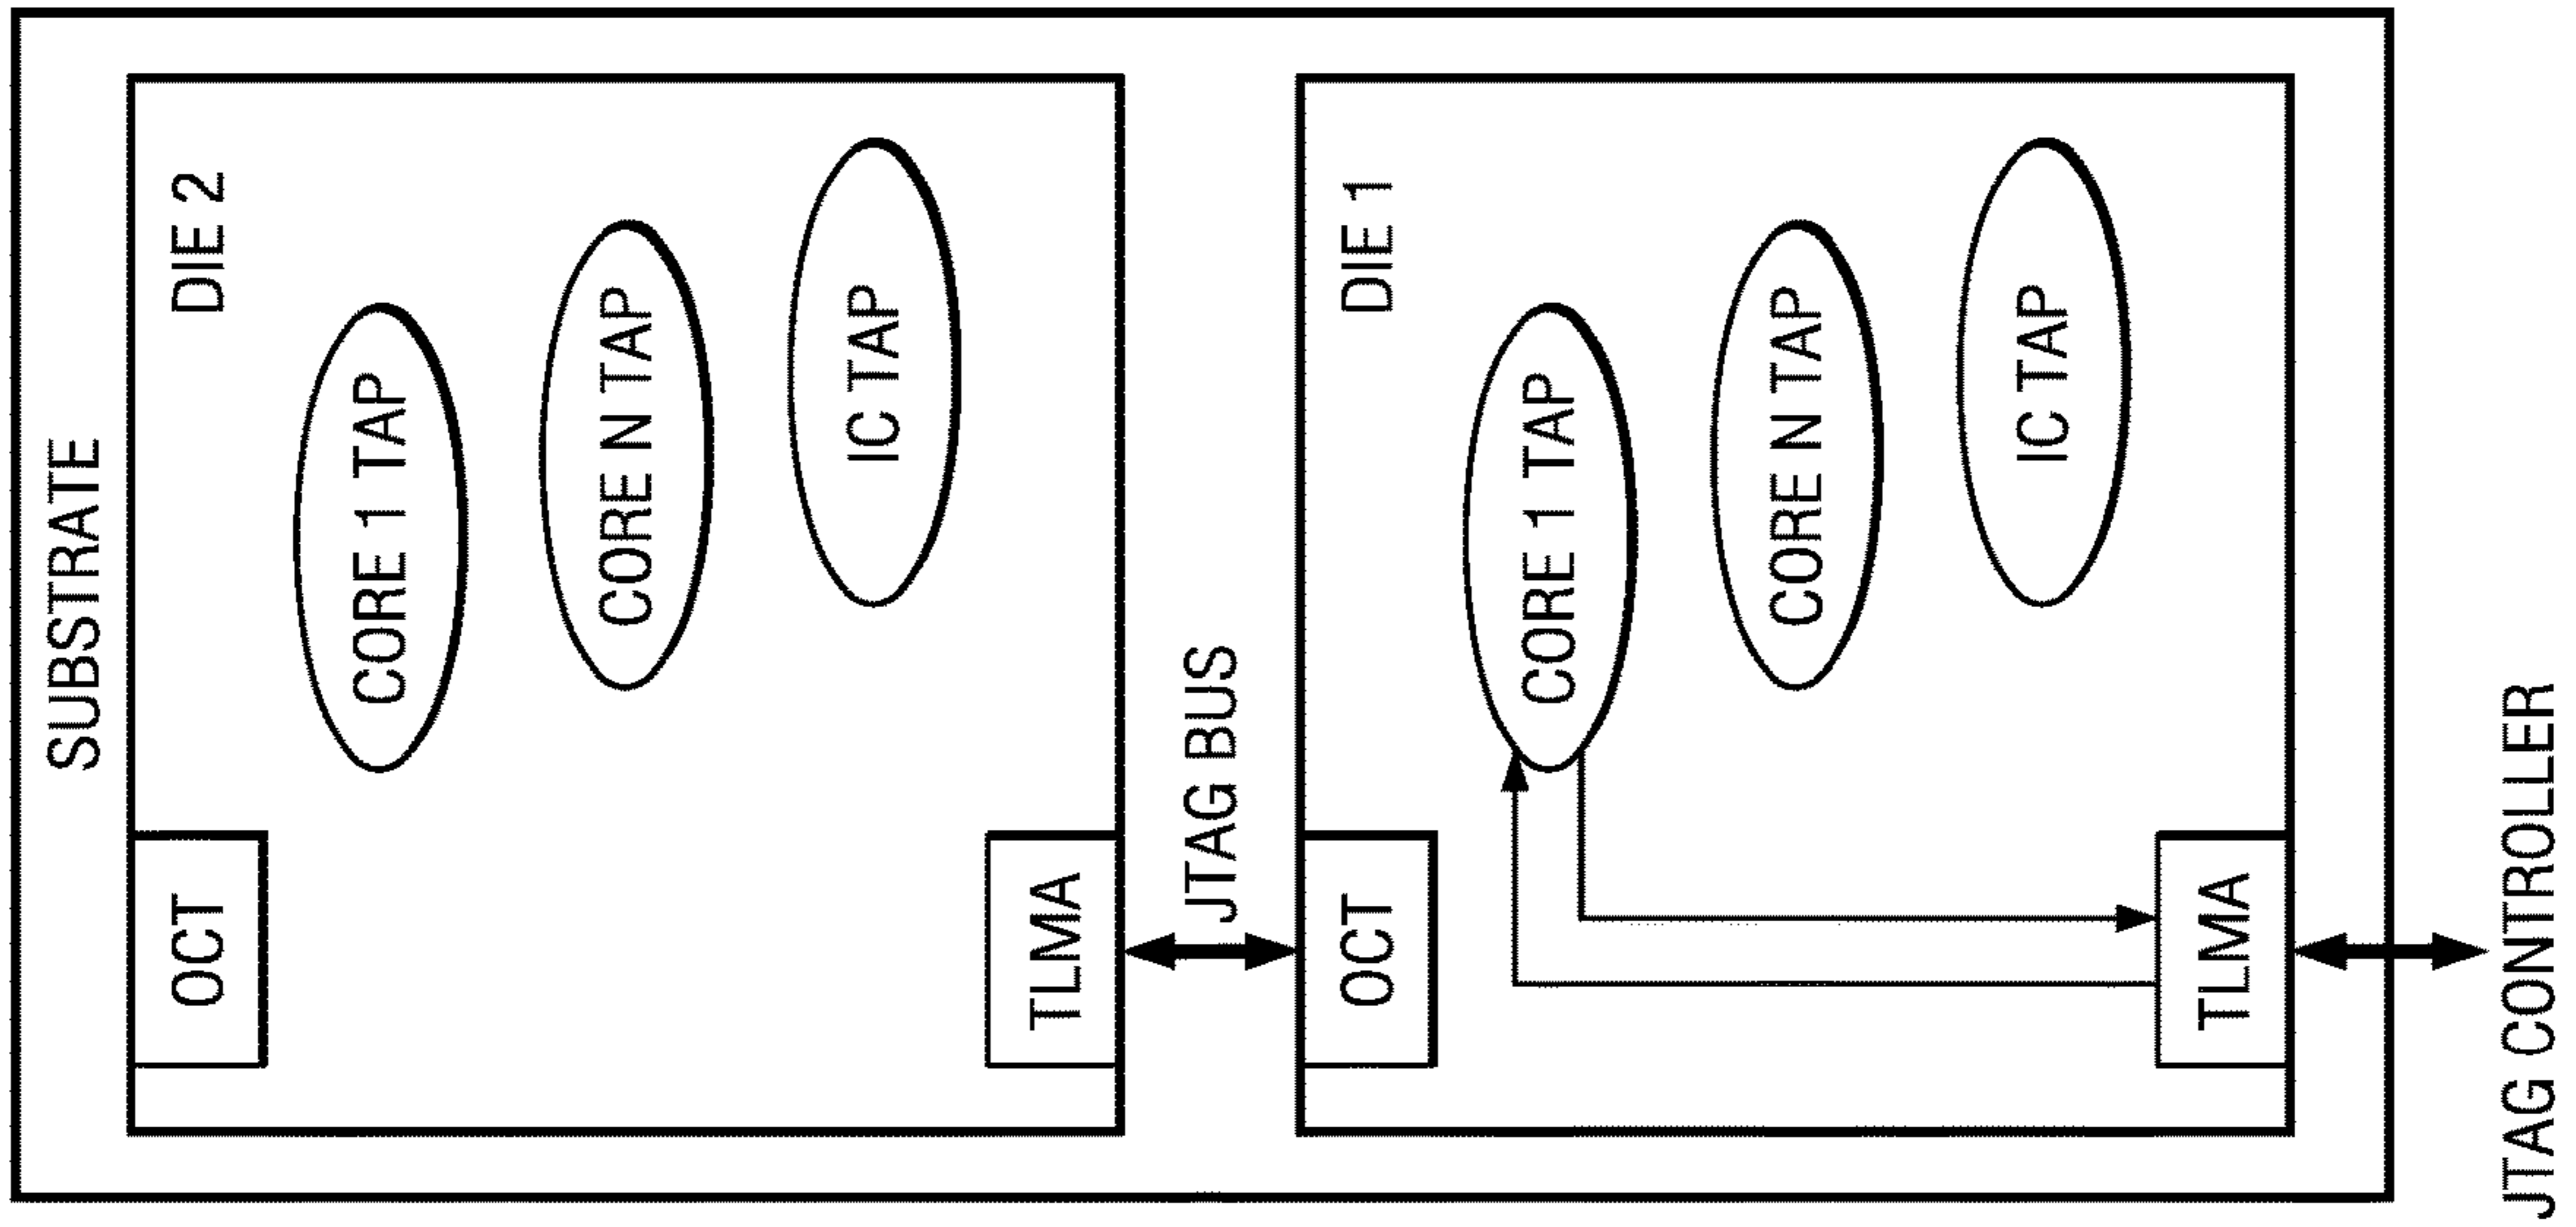 SUBSTRATE
OCT
DIE 2
CORE 1 TAP
CORE N TAP
IC TAP
TLMA
JTAG BUS
OCT
DIE 1
CORE 1 TAP
CORE N TAP
IC TAP
TLMA
JTAG CONTROLLER